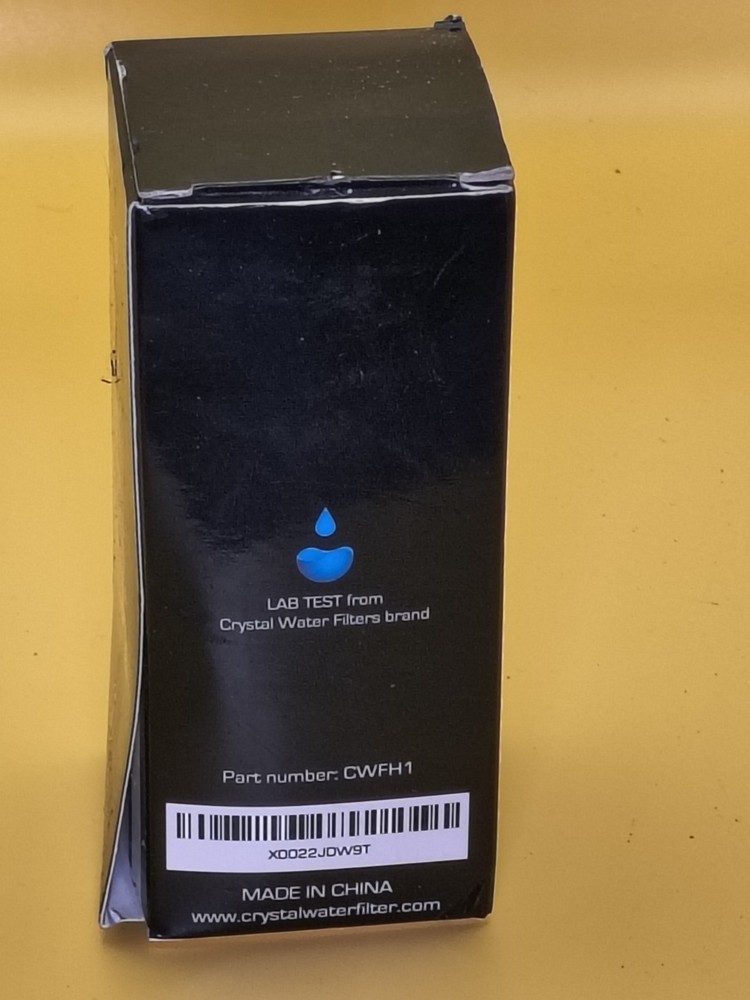 LAB TEST from
Crystal Water Filters brand
Part number: CWFH1
X0022JDW9T
MADE IN CHINA
www.crystalwaterfilter.com